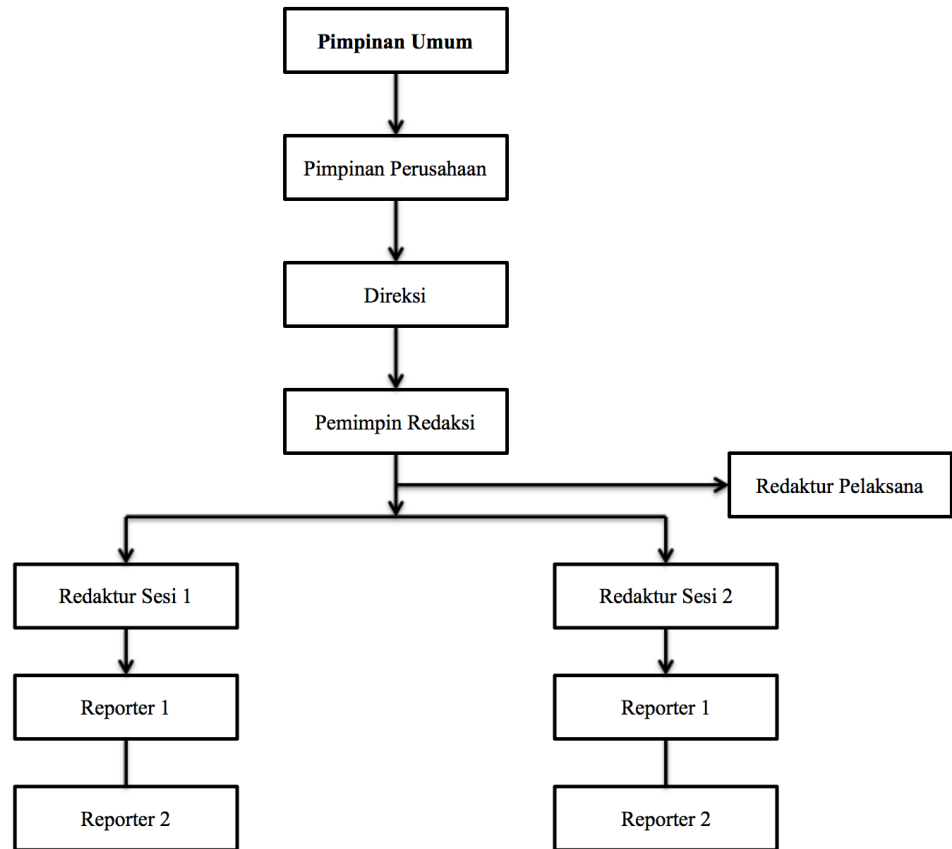 Pimpinan Umum
Pimpinan Perusahaan
Direksi
Pemimpin Redaksi
Redaktur Pelaksana
Redaktur Sesi 1
Redaktur Sesi 2
Reporter 1
Reporter 1
Reporter 2
Reporter 2